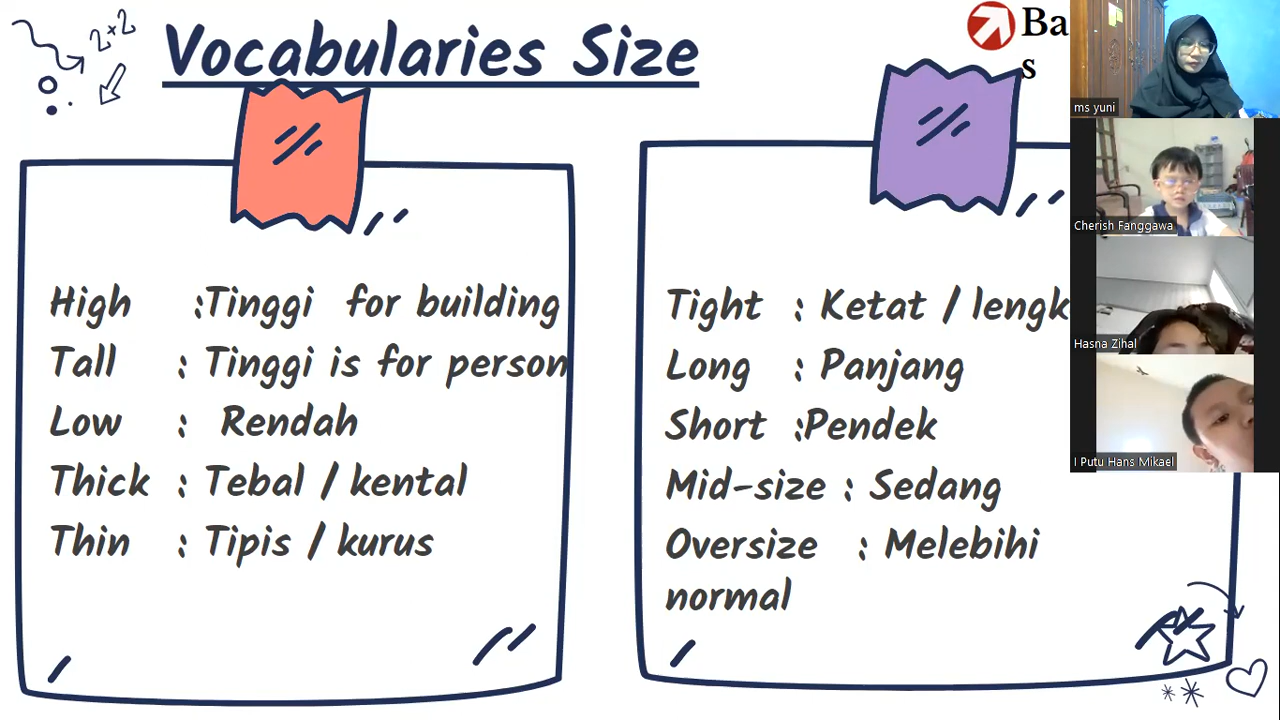 2+2
Vocabularies Size
Ba
s
High :Tinggi for building
Tall : Tinggi is for person
Low : Rendah
Thick : Tebal / kental
Thin : Tipis / kurus
Tight : Ketat / lengk
Long : Panjang
Short :Pendek
Mid-size : Sedang
Oversize : Melebihi
normal
ms yuni
Cherish Fanggawa
Hasna Zihal
I Putu Hans Mikael